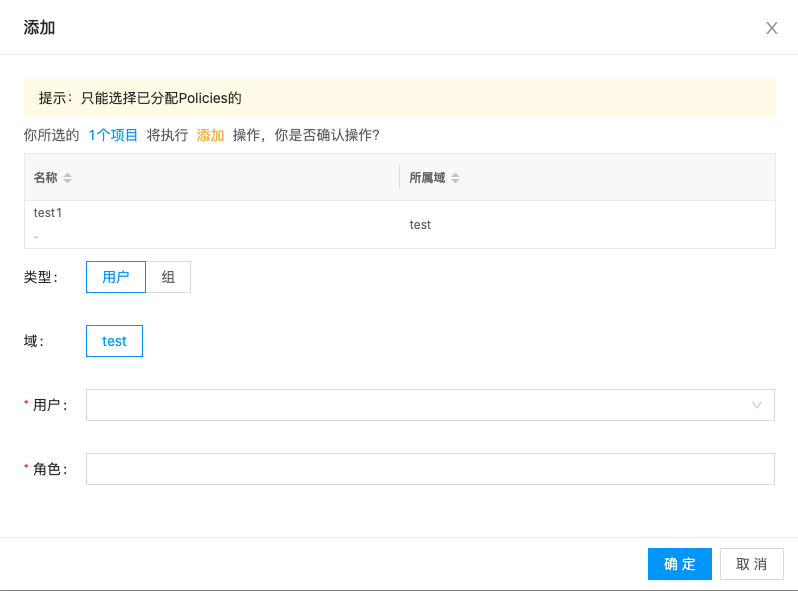 添加
提示：只能选择已分配Policies的
你所选的 1个项目 将执行 添加 操作，你是否确认操作？
名称 所属域
test1 test
-
类型： 用户 组
域： test
* 用户：
* 角色：
确 定 取 消